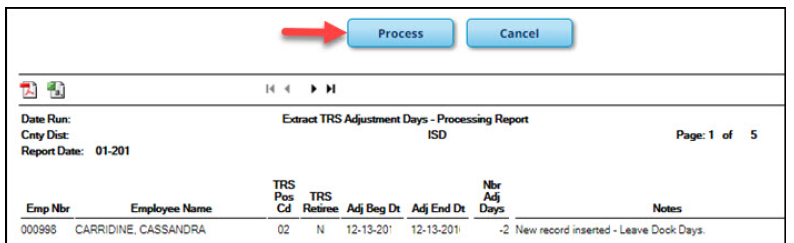 Process Cancel
Date Run: Extract TRS Adjustment Days - Processing Report
Cnty Dist: ISD Page: 1 of 5
Report Date: 01-201
Emp Nbr Employee Name TRS Pos Cd TRS Retiree Adj Beg Dt Adj End Dt Nbr Adj Days Notes
000998 CARRIDINE, CASSANDRA 02 N 12-13-201 12-13-201 -2 New record inserted - Leave Dock Days.